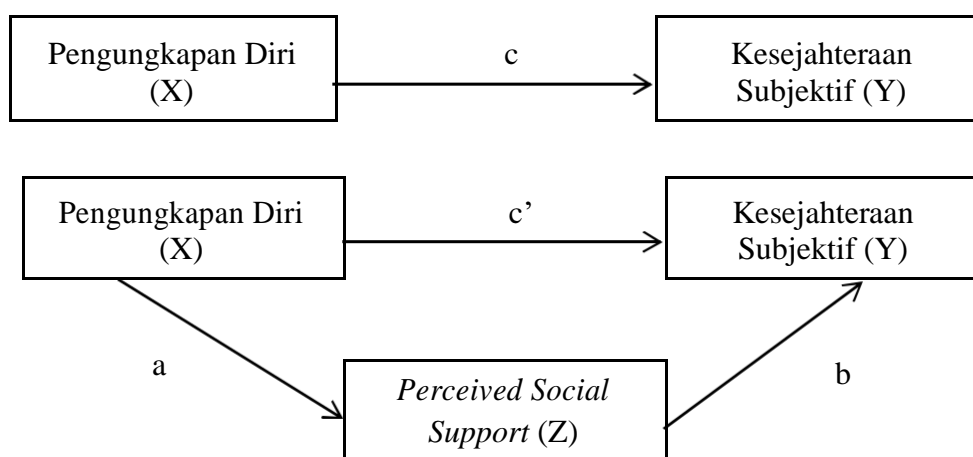 Pengungkapan Diri
(X)
c
Kesejahteraan
Subjektif (Y)
Pengungkapan Diri
(X)
c’
Kesejahteraan
Subjektif (Y)
a
Perceived Social
Support (Z)
b